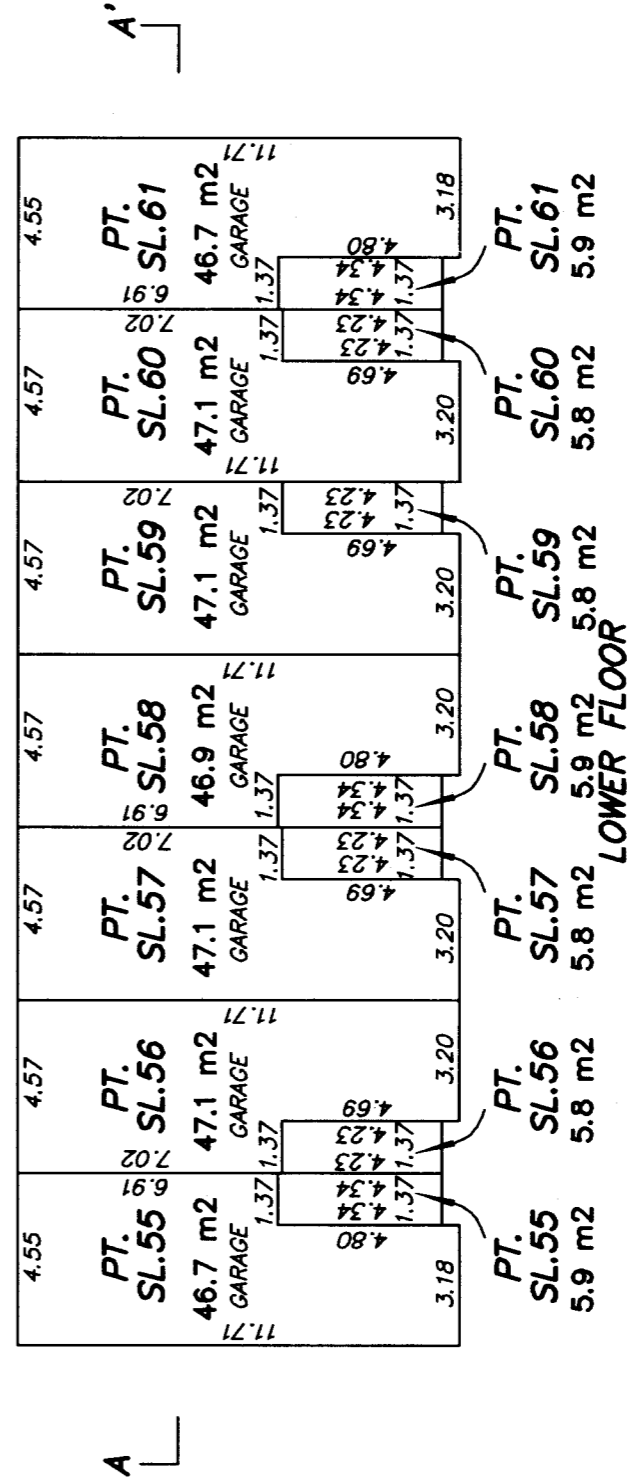 A
A'
4.55
4.57
4.57
4.57
4.57
4.57
4.55
PT.
SL.55
46.7 m2
GARAGE
11.71
6.91
1.37
4.80
4.34
4.34
1.37
3.18
PT.
SL.56
47.1 m2
GARAGE
7.02
11.71
1.37
4.23
4.23
4.69
1.37
3.20
PT.
SL.57
47.1 m2
GARAGE
7.02
1.37
4.69
4.23
4.23
1.37
3.20
PT.
SL.58
46.9 m2
GARAGE
6.91
11.71
1.37
4.34
4.34
4.80
1.37
3.20
PT.
SL.59
47.1 m2
GARAGE
7.02
1.37
4.69
4.23
4.23
1.37
3.20
PT.
SL.60
47.1 m2
GARAGE
7.02
11.71
1.37
4.69
4.23
4.23
1.37
3.20
PT.
SL.61
46.7 m2
GARAGE
6.91
11.71
1.37
4.34
4.34
4.80
1.37
3.18
PT.
SL.55
5.9 m2
PT.
SL.56
5.8 m2
PT.
SL.57
5.8 m2
PT.
SL.58
5.9 m2
PT.
SL.59
5.8 m2
PT.
SL.60
5.8 m2
PT.
SL.61
5.9 m2
LOWER FLOOR